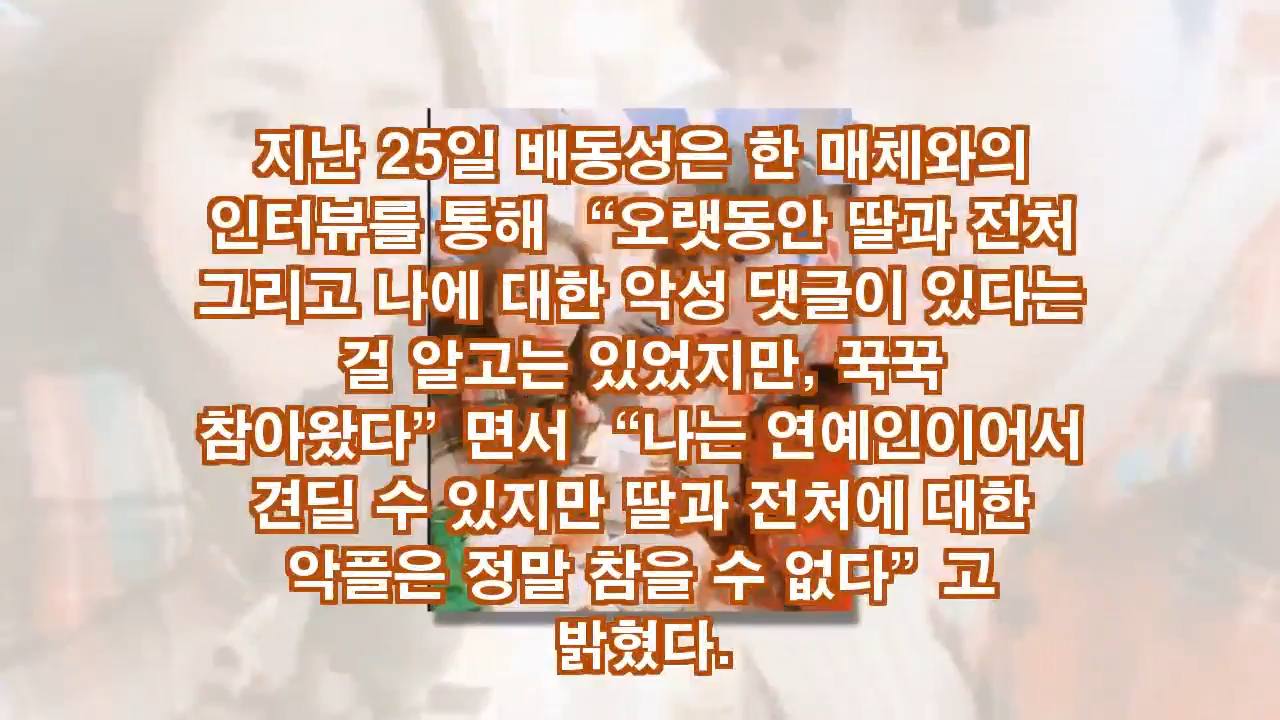 지난 25일 배동성은 한 매체와의
인터뷰를 통해 “오랫동안 딸과 전처
그리고 나에 대한 악성 댓글이 있다는
걸 알고는 있었지만, 꾹꾹
참아왔다” 면서 “나는 연예인이어서
견딜 수 있지만 딸과 전처에 대한
악플은 정말 참을 수 없다” 고
밝혔다.